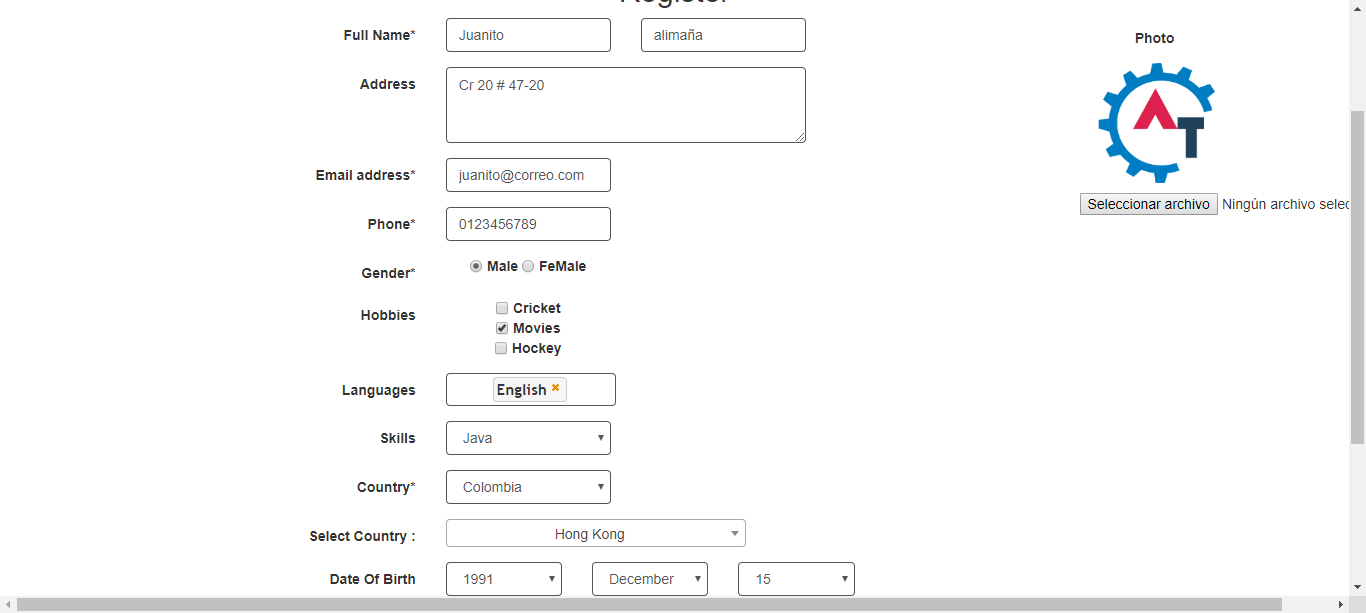 Register
Full Name* Juanito alimaña
Photo
Address Cr 20 # 47-20
AT
Email address* juanito@correo.com
Seleccionar archivo Ningún archivo selec
Phone* 0123456789
Gender* Male FeMale
Hobbies Cricket
Movies
Hockey
Languages English
Skills Java
Country* Colombia
Select Country : Hong Kong
Date Of Birth 1991 December 15